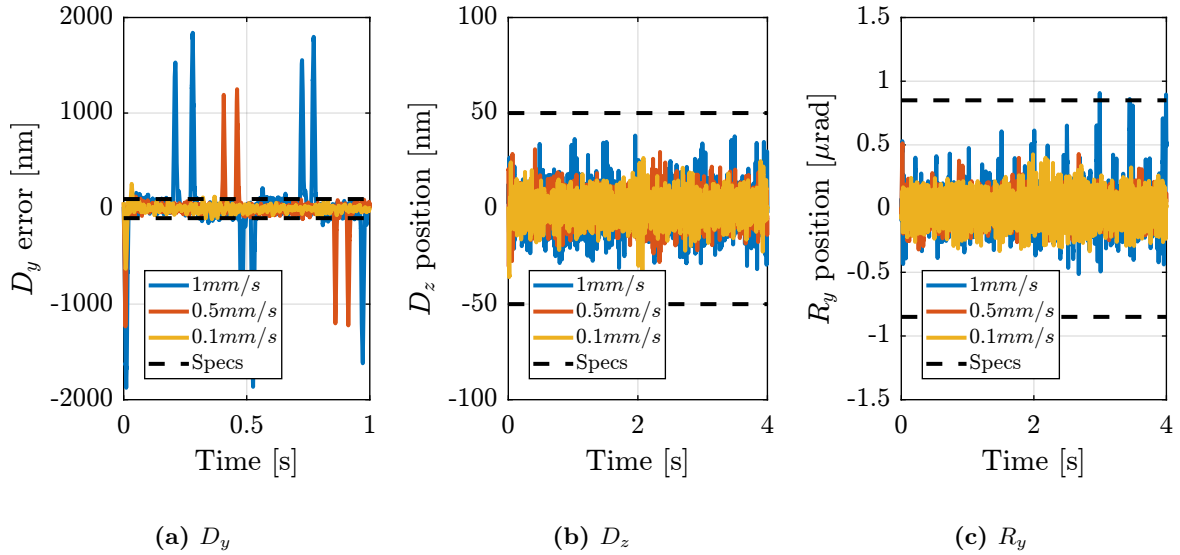 2000
1000
0
-1000
-2000
D_y error [nm]
1mm/s
0.5mm/s
0.1mm/s
Specs
0
0.5
1
Time [s]
(a) D_y
100
50
0
-50
-100
D_z position [nm]
1mm/s
0.5mm/s
0.1mm/s
Specs
0
2
4
Time [s]
(b) D_z
1.5
1
0.5
0
-0.5
-1
-1.5
R_y position [μrad]
1mm/s
0.5mm/s
0.1mm/s
Specs
0
2
4
Time [s]
(c) R_y